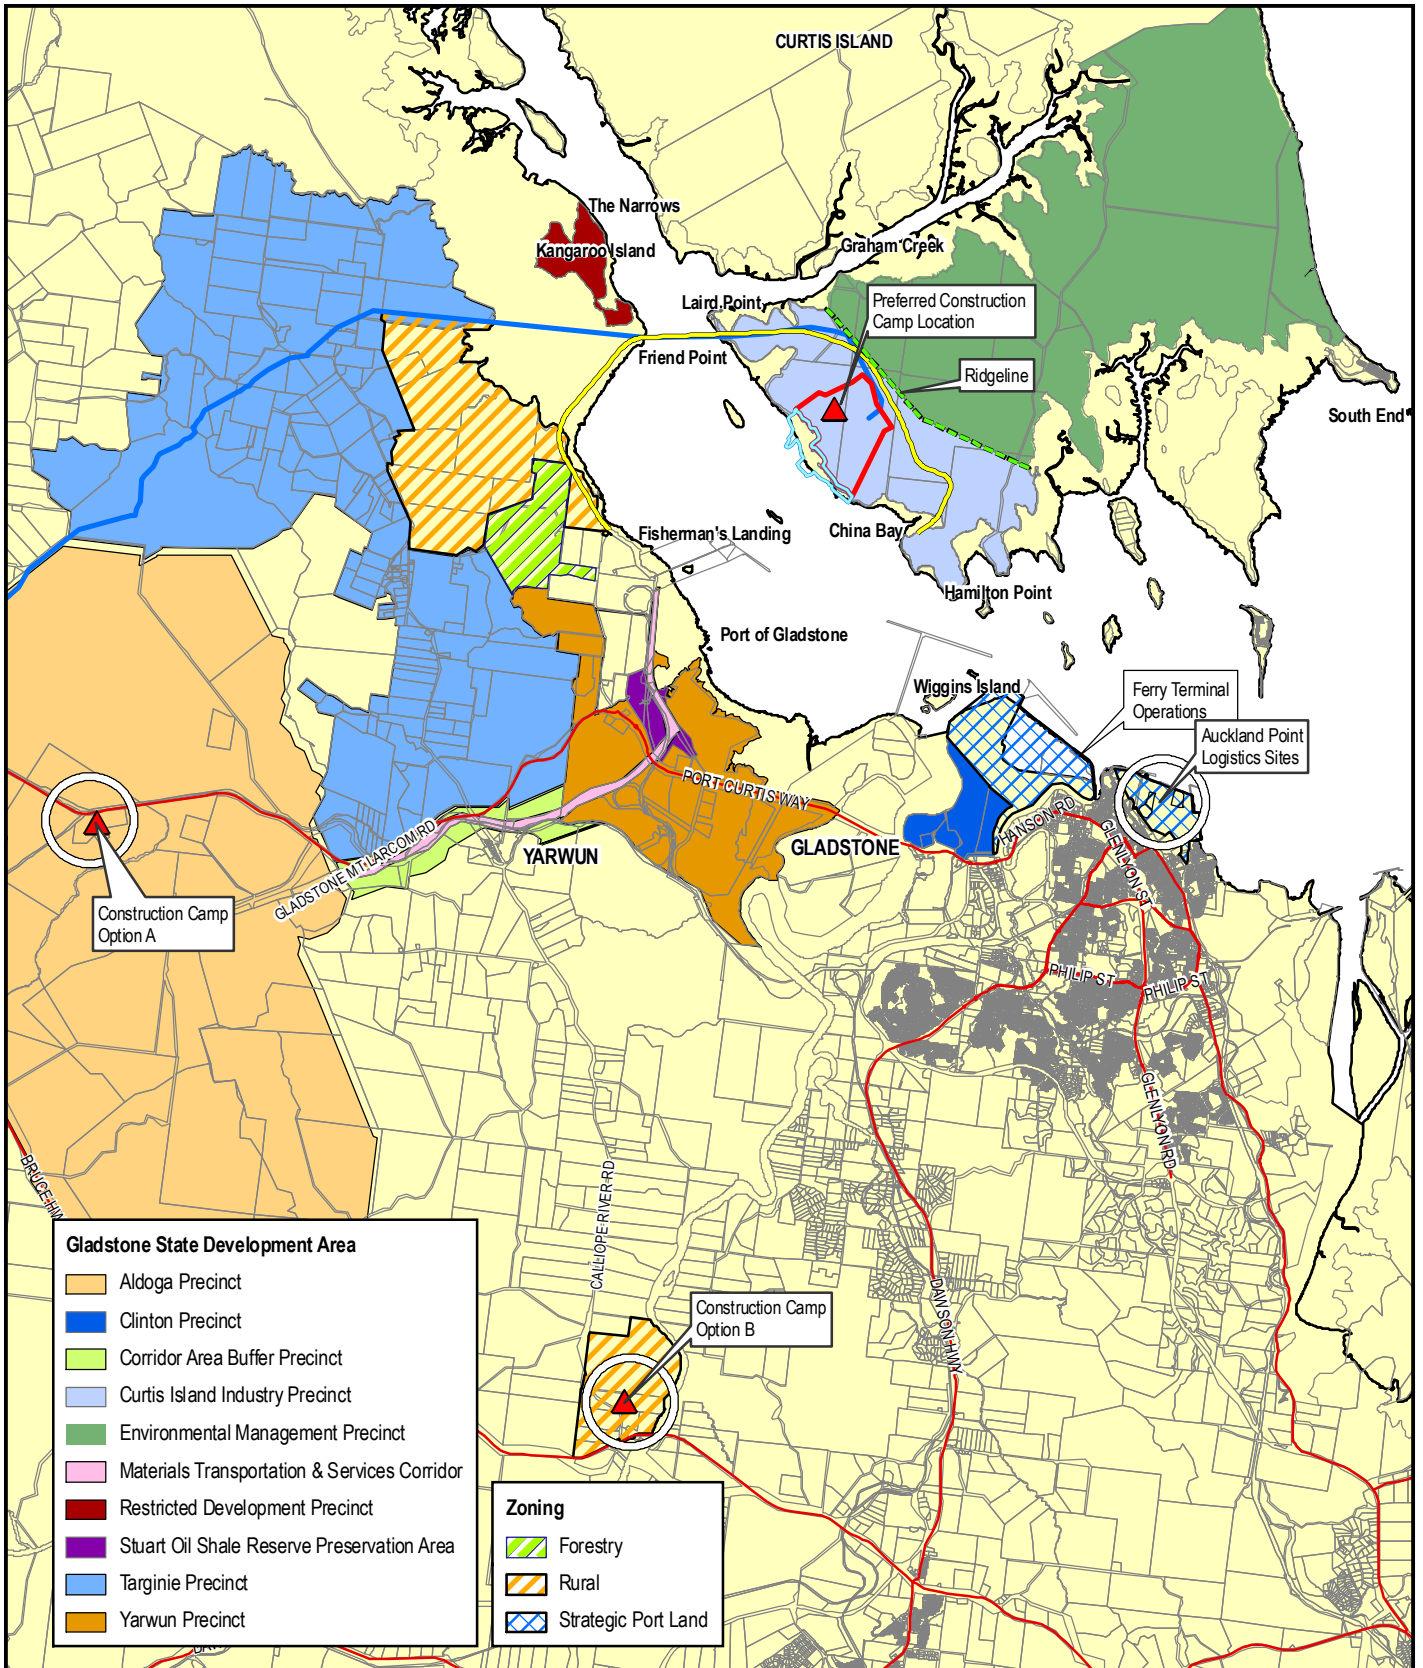 CURTIS ISLAND
The Narrows
Kangaroo Island
Graham Creek
Laird Point
Preferred Construction
Camp Location
Friend Point
Ridgeline
South End
Fisherman's Landing
China Bay
Hamilton Point
Port of Gladstone
Wiggins Island
Ferry Terminal
Operations
Auckland Point
Logistics Sites
PORT CURTIS WAY
HANSON RD
GLENLYON ST
GLADSTONE
YARWUN
GLADSTONE MT LARCOM RD
Construction Camp
Option A
PHILIP ST
PHILIP ST
GLENLYON RD
BRUCE HW
CALLIOPE RIVER RD
DAWSON HWY
Construction Camp
Option B
Gladstone State Development Area
Aldoga Precinct
Clinton Precinct
Corridor Area Buffer Precinct
Curtis Island Industry Precinct
Environmental Management Precinct
Materials Transportation & Services Corridor
Restricted Development Precinct
Stuart Oil Shale Reserve Preservation Area
Targinie Precinct
Yarwun Precinct
Zoning
Forestry
Rural
Strategic Port Land